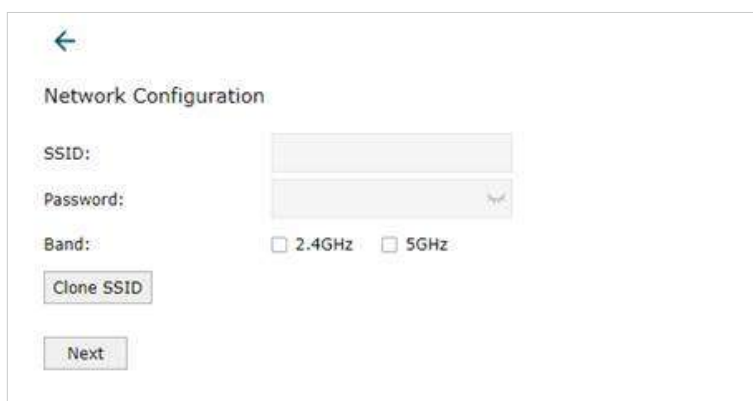 Network Configuration
SSID:
Password:
Band: 2.4GHz 5GHz
Clone SSID
Next